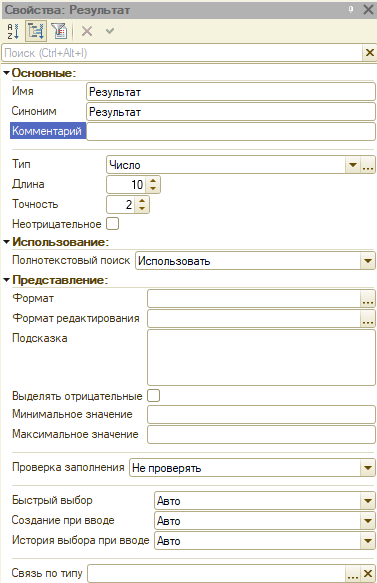 Свойства: Результат
Поиск (Ctrl+Alt+I)
Основные:
Имя Результат
Синоним Результат
Комментарий
Тип Число
Длина 10
Точность 2
Неотрицательное
Использование:
Полнотекстовый поиск Использовать
Представление:
Формат
Формат редактирования
Подсказка
Выделять отрицательные
Минимальное значение
Максимальное значение
Проверка заполнения Не проверять
Быстрый выбор Авто
Создание при вводе Авто
История выбора при вводе Авто
Связь по типу